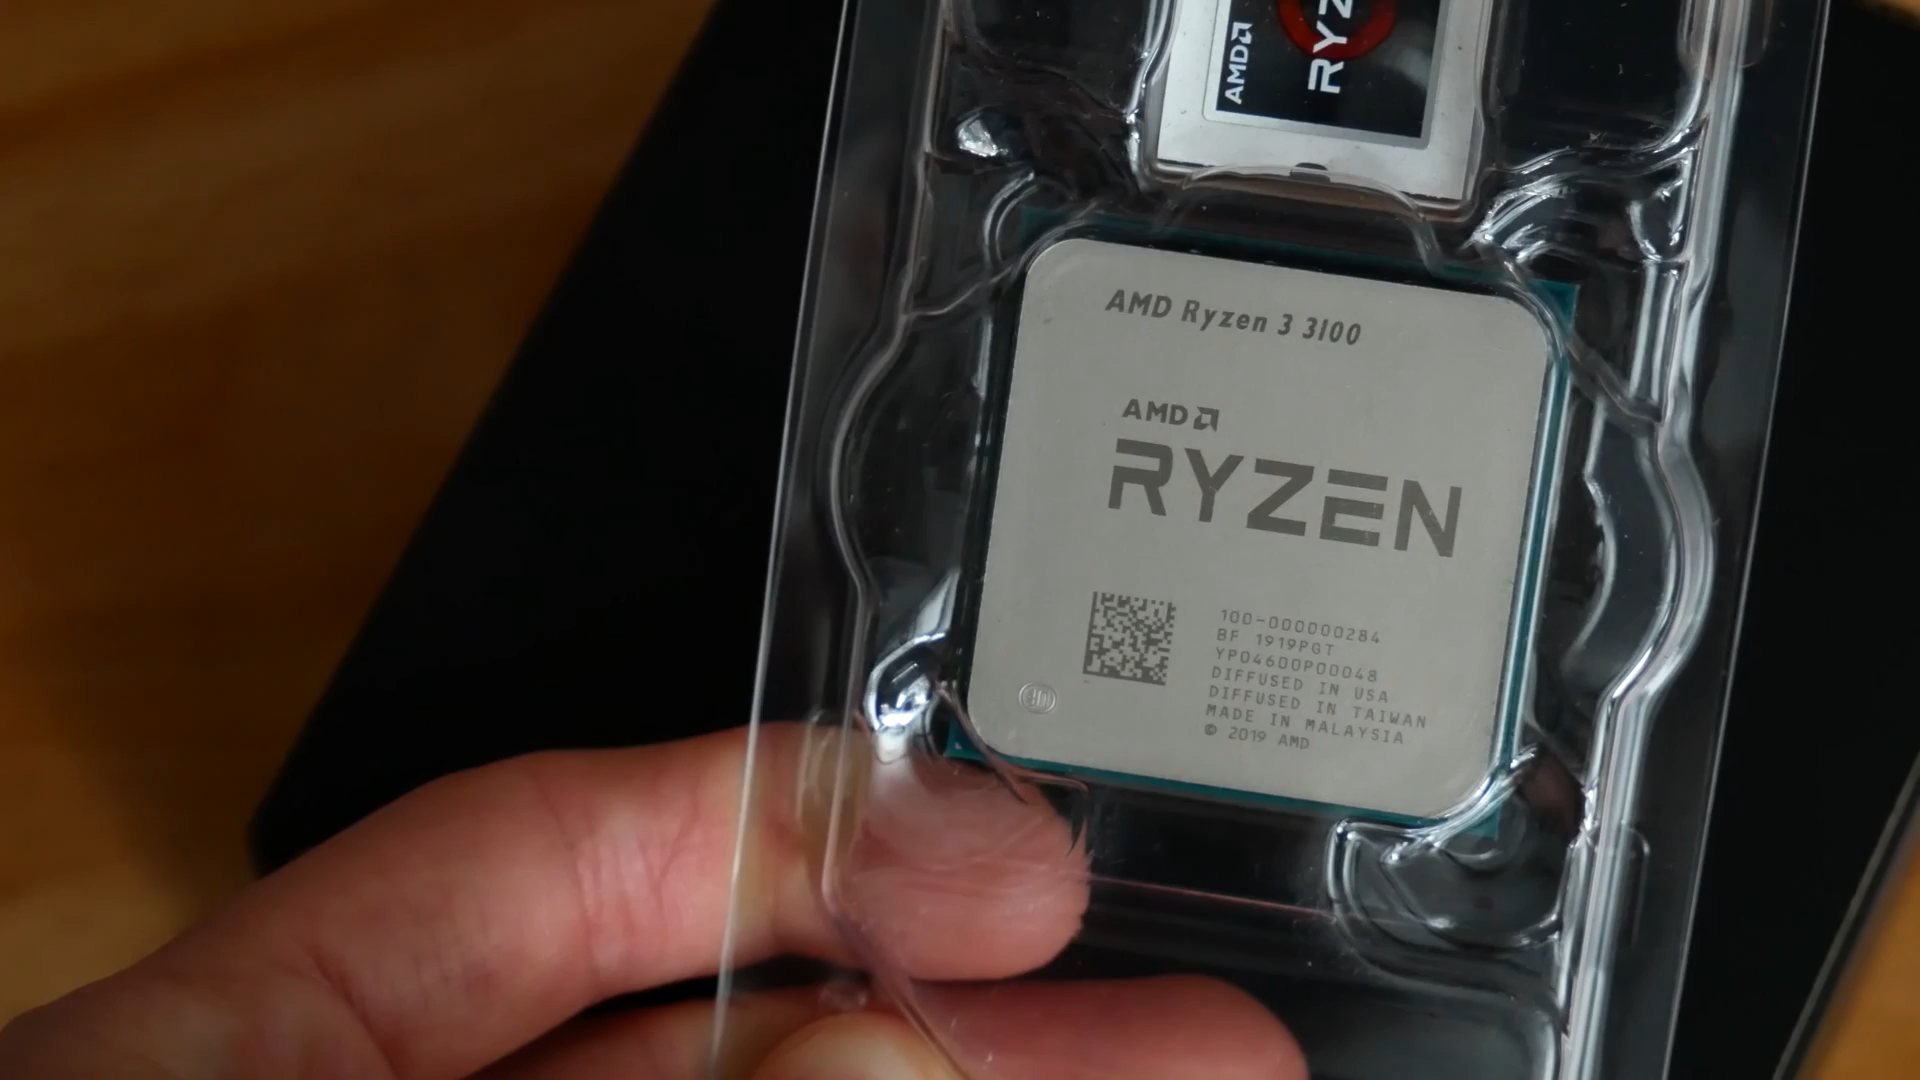 AMD
RYZ
AMD Ryzen 3 3100
AMD
RYZEN
100-000000284
BF 1919PGT
YP04600P00048
DIFFUSED IN USA
DIFFUSED IN TAIWAN
MADE IN MALAYSIA
© 2019 AMD